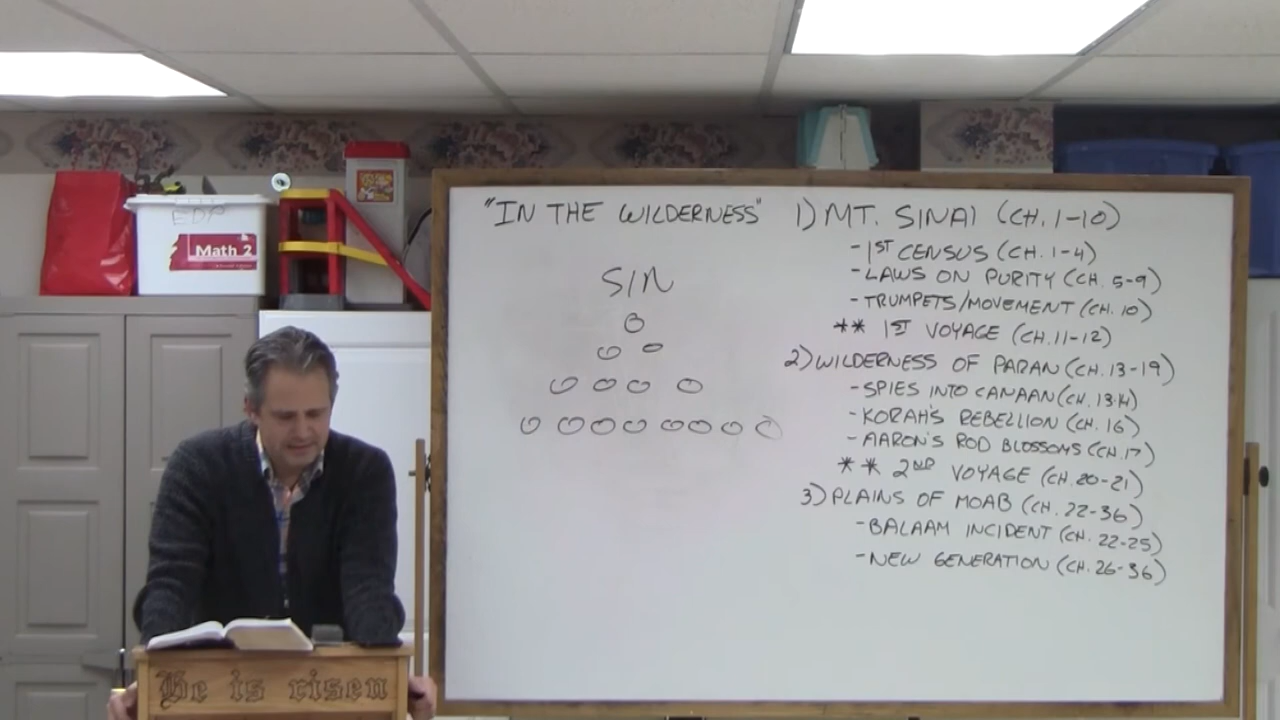 "IN THE WILDERNESS"
SIN
1) MT. SINAI (CH. 1-10)
-1ST CENSUS (CH. 1-4)
-LAWS ON PURITY (CH. 5-9)
-TRUMPETS/MOVEMENT (CH. 10)
** 1ST VOYAGE (CH. 11-12)
2) WILDERNESS OF PARAN (CH. 13-19)
-SPIES INTO CANAAN (CH. 13-14)
-KORAH'S REBELLION (CH. 16)
-AARON'S ROD BLOSSOMS (CH. 17)
** 2ND VOYAGE (CH. 20-21)
3) PLAINS OF MOAB (CH. 22-36)
-BALAAM INCIDENT (CH. 22-25)
-NEW GENERATION (CH. 26-36)
EDP
Math 2
He is risen